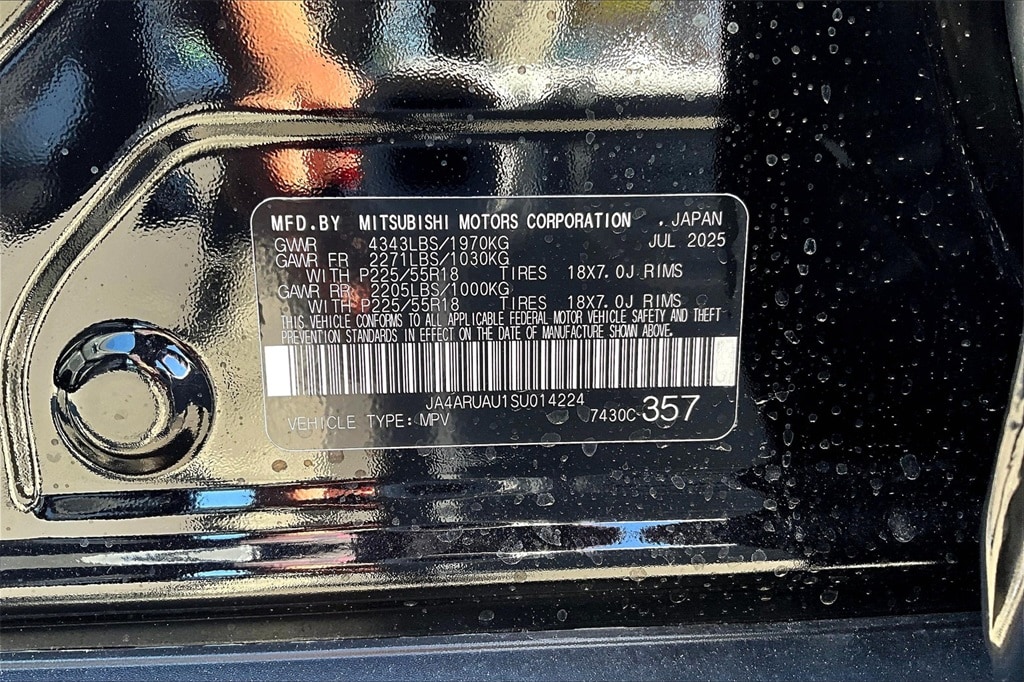 MFD.BY MITSUBISHI MOTORS CORPORATION , JAPAN
GWR 4343LBS/1970KG JUL 2025
GAWR FR 2271LBS/1030KG
WITH P225/55R18 TIRES 18X7.0J RIMS
GAWR RR 2205LBS/1000KG
WITH P225/55R18 TIRES 18X7.0J RIMS
THIS VEHICLE CONFORMS TO ALL APPLICABLE FEDERAL MOTOR VEHICLE SAFETY AND THEFT
PREVENTION STANDARDS IN EFFECT ON THE DATE OF MANUFACTURE SHOWN ABOVE.
JA4ARUAU1SU014224
VEHICLE TYPE: MPV 7430C-357